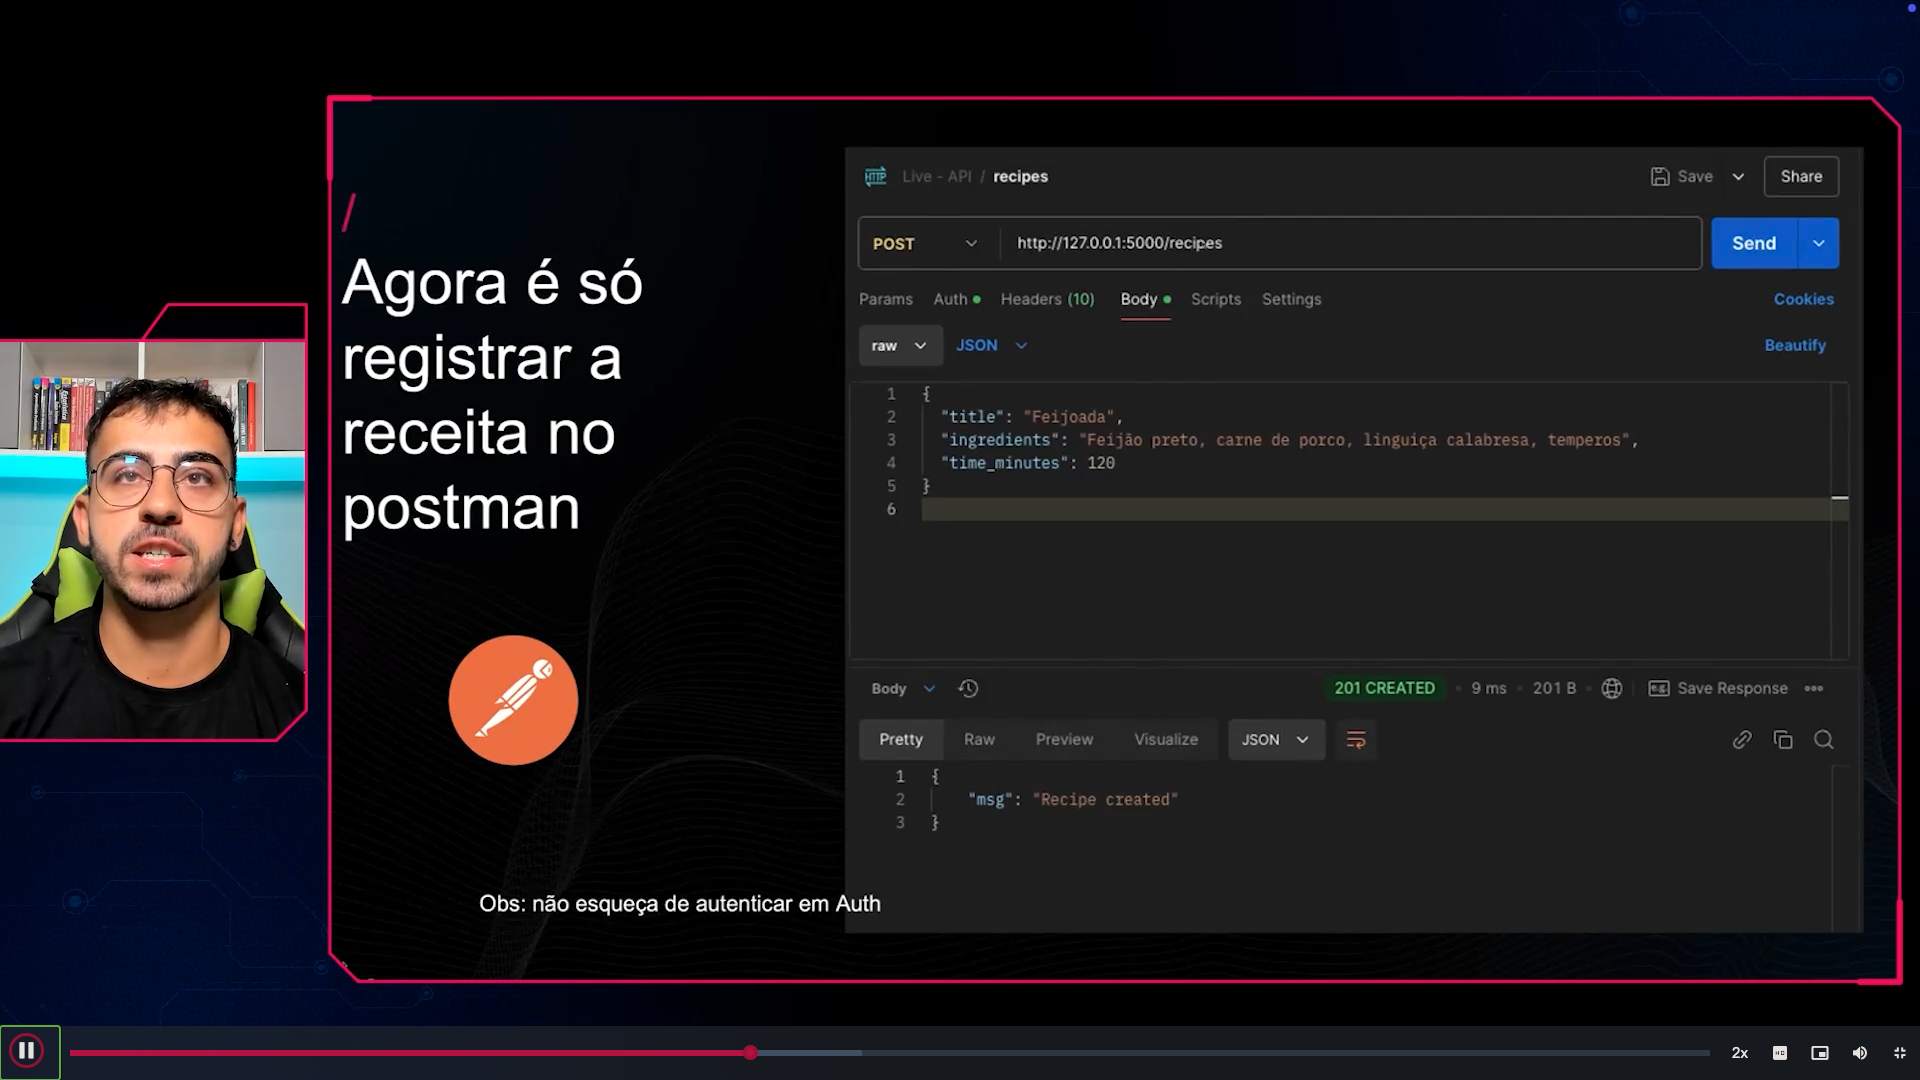 /
Agora é só
registrar a
receita no
postman
Obs: não esqueça de autenticar em Auth
HTTP Live - API / recipes
Save
Share
POST
http://127.0.0.1:5000/recipes
Send
Params Auth Headers (10) Body Scripts Settings
Cookies
raw JSON
Beautify
1 {
2 "title": "Feijoada",
3 "ingredients": "Feijão preto, carne de porco, linguiça calabresa, temperos",
4 "time_minutes": 120
5 }
6
Body
201 CREATED • 9 ms • 201 B
e.g. Save Response
Pretty Raw Preview Visualize JSON
1 {
2 "msg": "Recipe created"
3 }
2x
HD